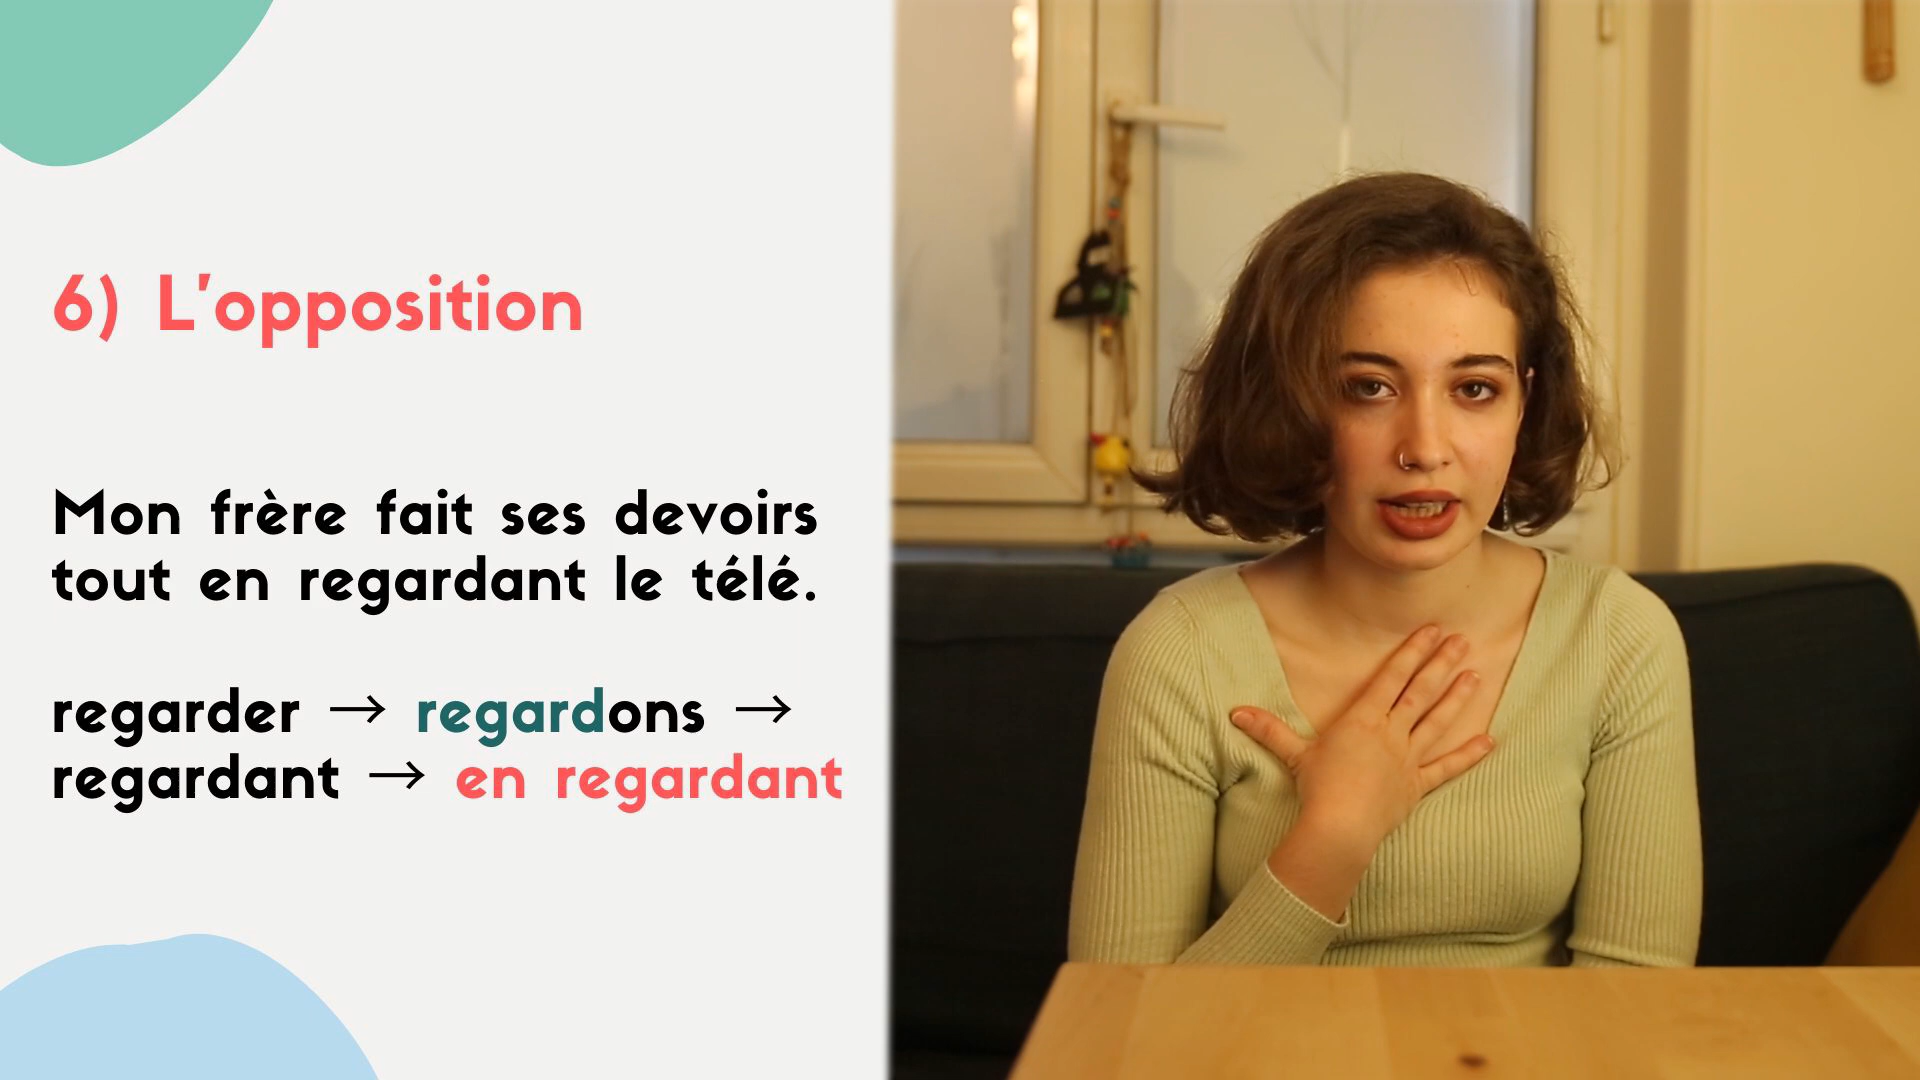 6) L'opposition
Mon frère fait ses devoirs
tout en regardant le télé.
regarder → regardons →
regardant → en regardant